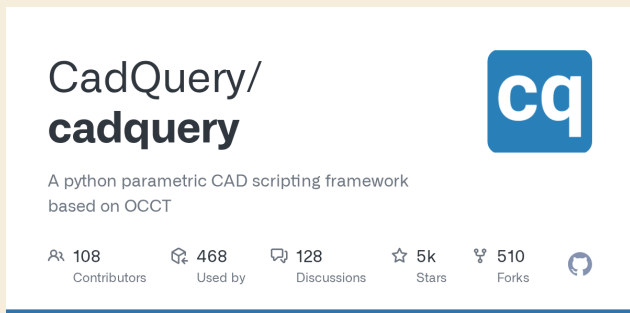 CadQuery/
cadquery
cq
A python parametric CAD scripting framework
based on OCCT
108 468 128 5k 510
Contributors Used by Discussions Stars Forks